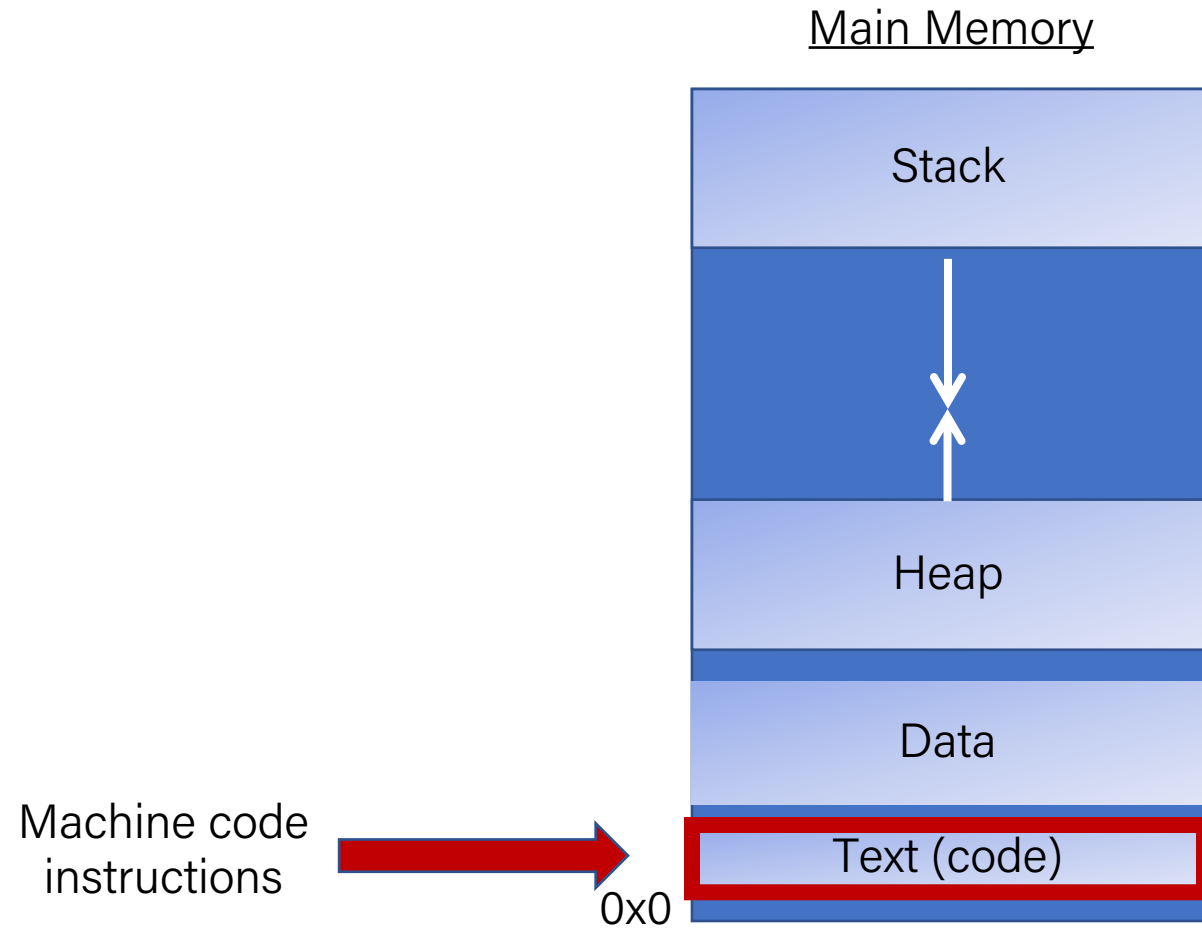 Main Memory
Stack
Heap
Data
Machine code
instructions
Text (code)
0x0